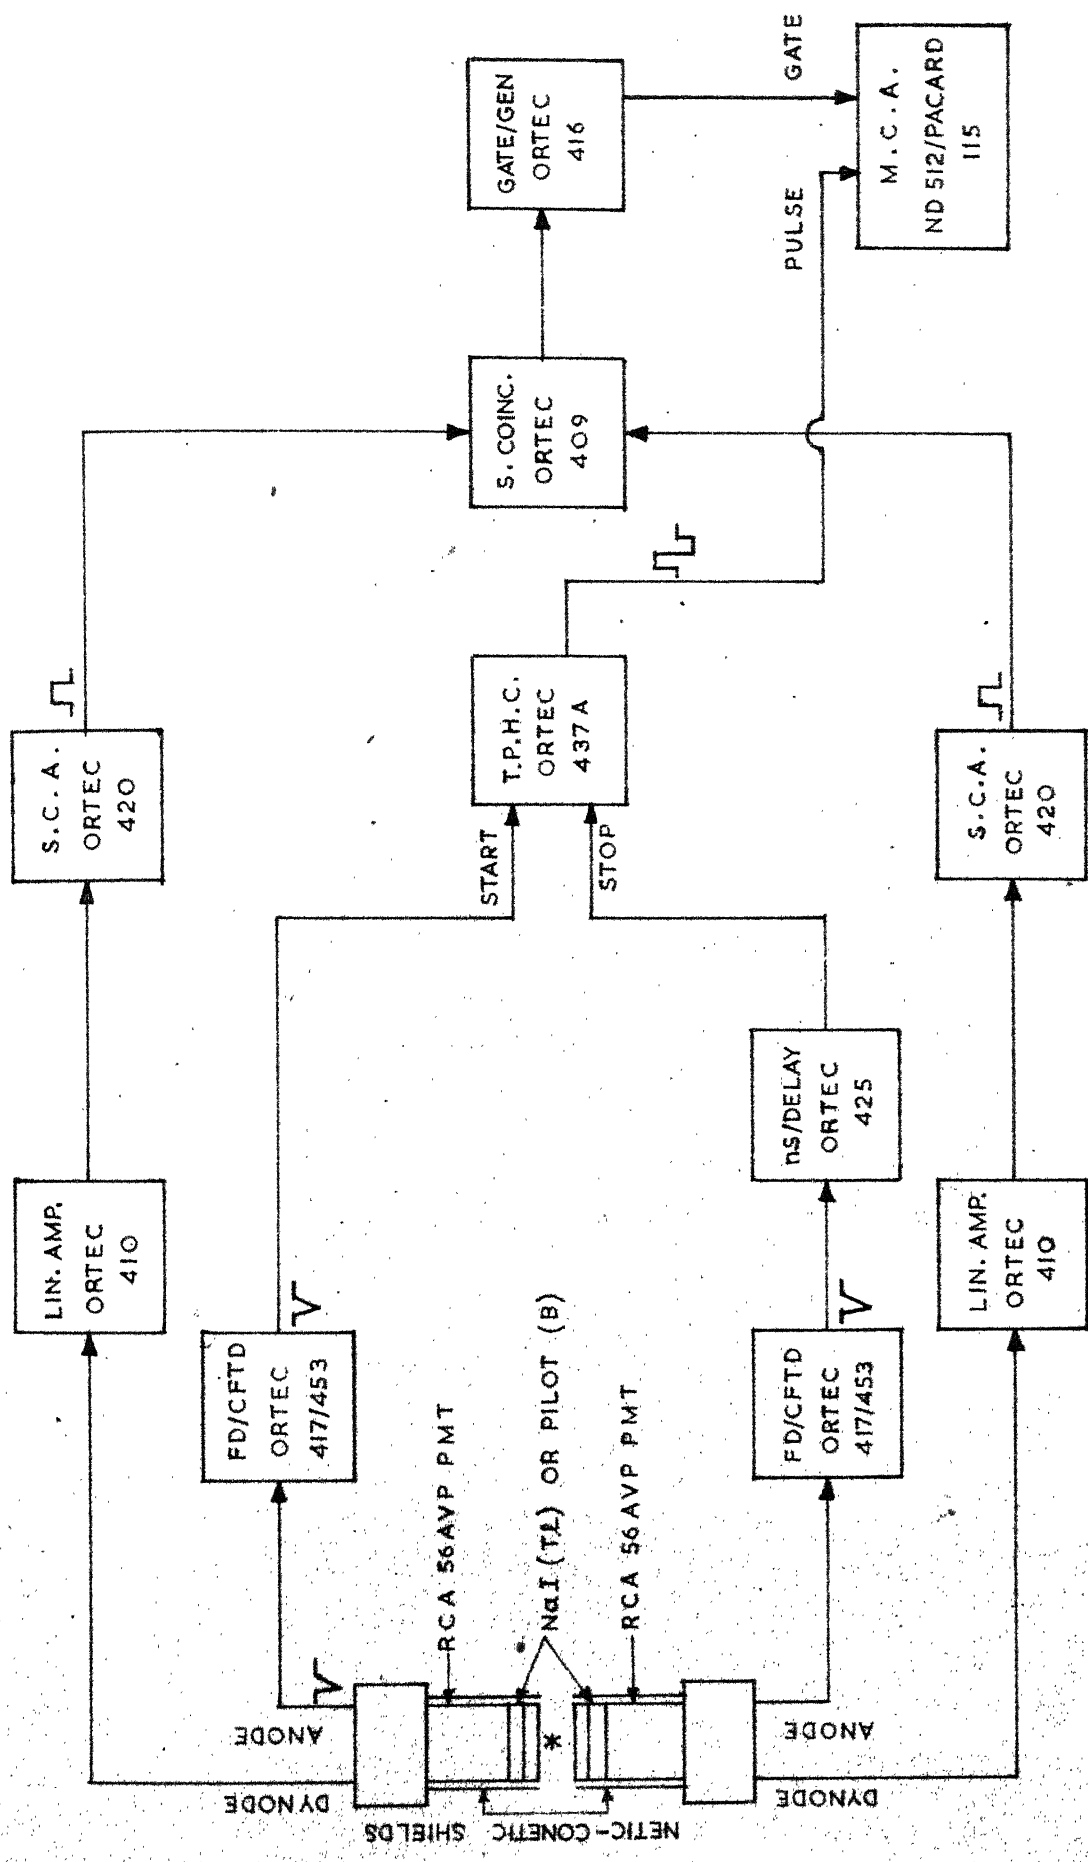 S.C.A.
ORTEC
420
LIN. AMP.
ORTEC
410
GATE/GEN
ORTEC
416
S. COINC.
ORTEC
409
T.P.H.C.
ORTEC
437A
START
STOP
GATE
PULSE
M.C.A.
ND 512/PACARD
115
FD/CFTD
ORTEC
417/453
nS/DELAY
ORTEC
425
FD/CFTD
ORTEC
417/453
S.C.A.
ORTEC
420
LIN. AMP.
ORTEC
410
RCA 56AVP PMT
NaI (Tl) OR PILOT (B)
RCA 56AVP PMT
ANODE
DYNODE
ANODE
DYNODE
NETIC-CONETIC SHIELDS